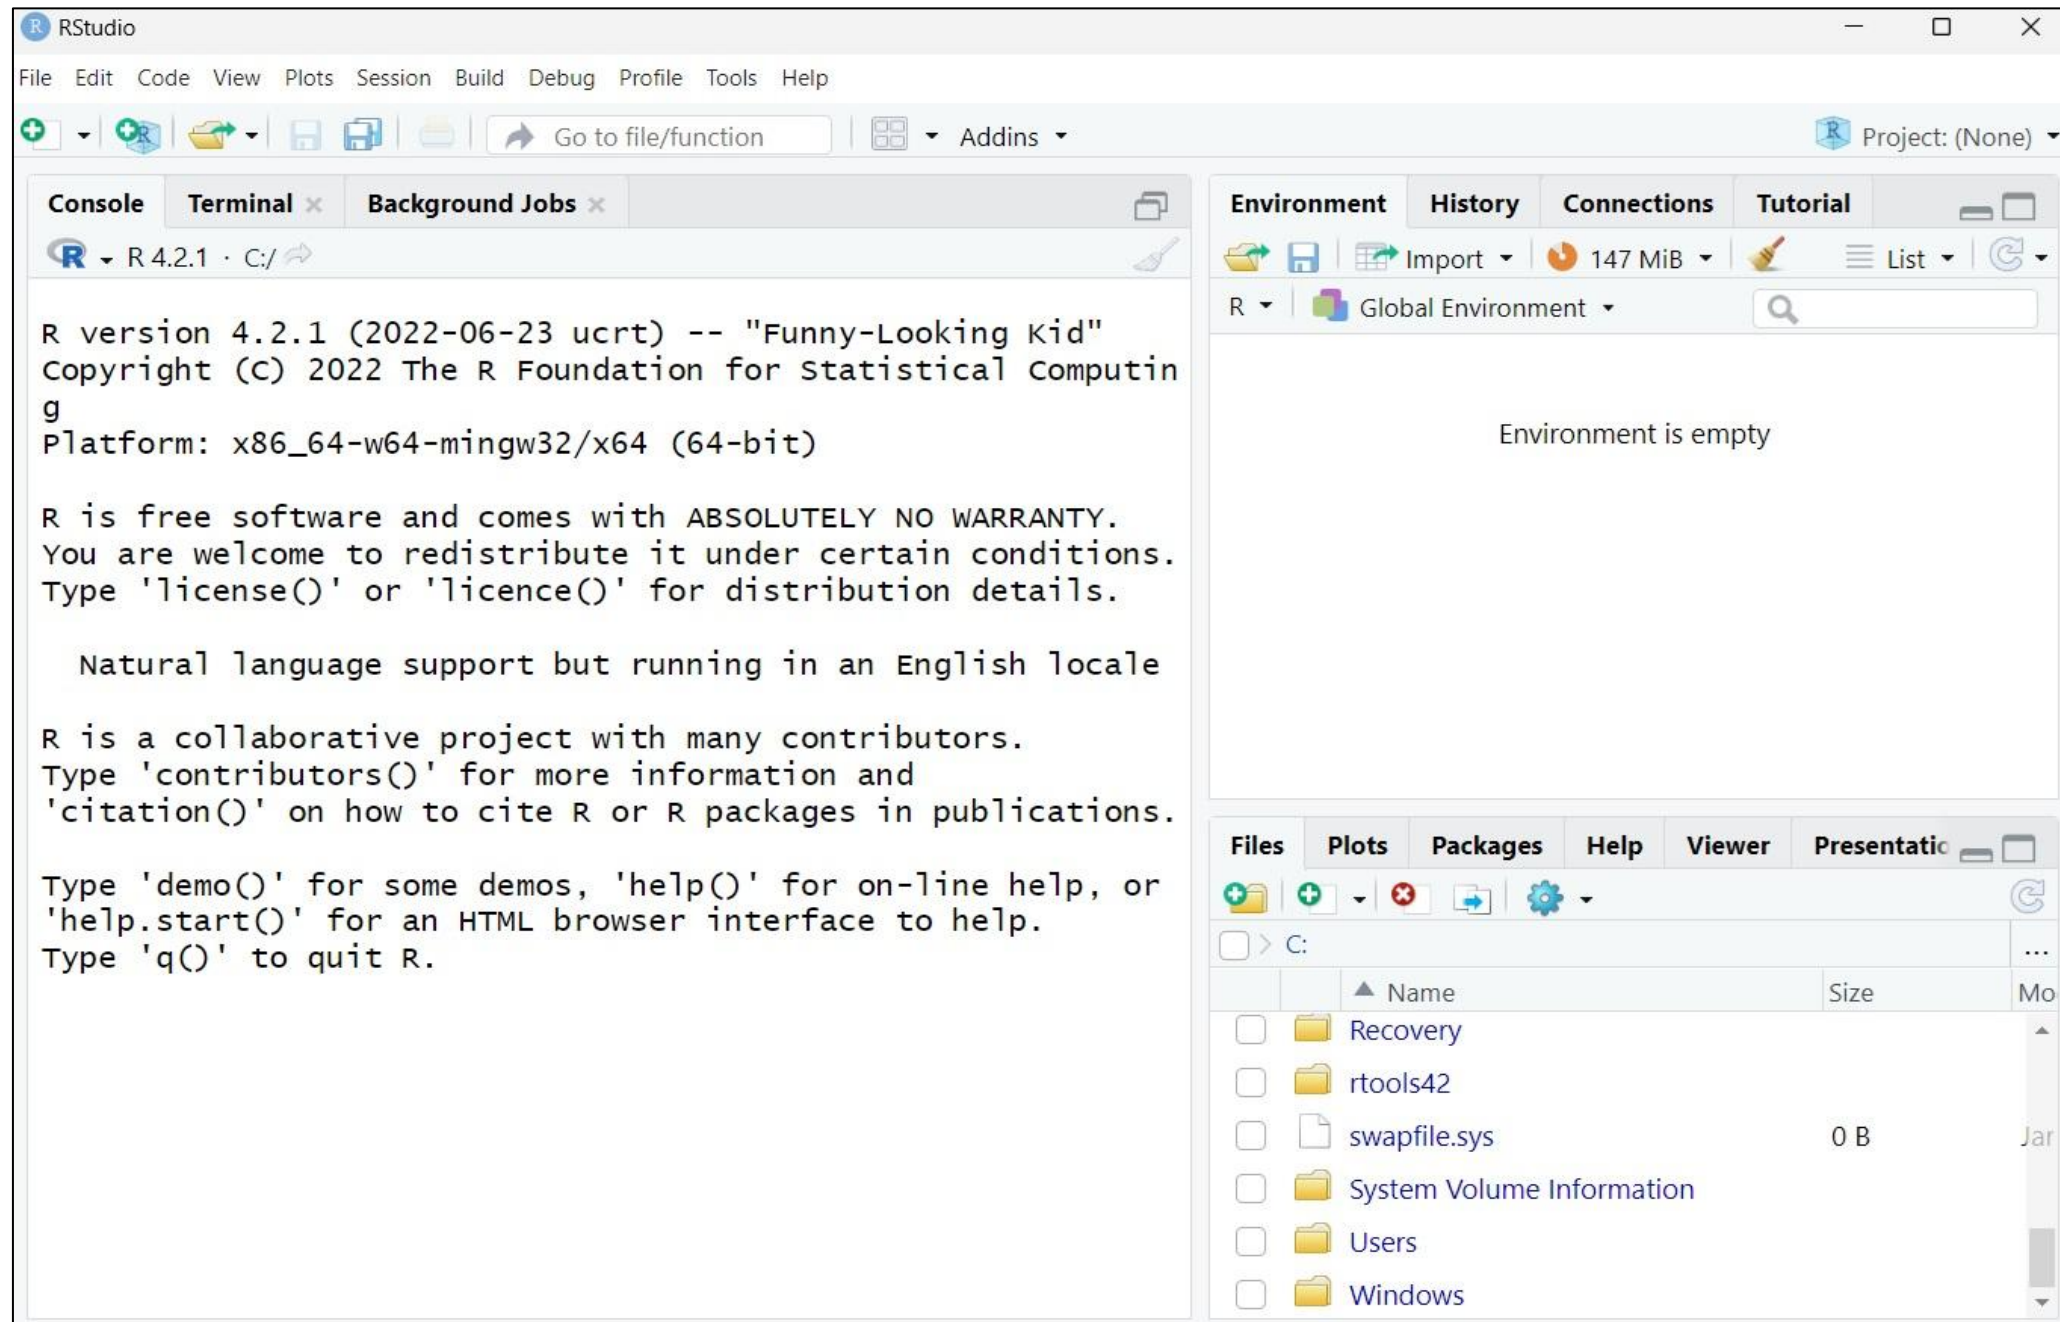 RStudio
File Edit Code View Plots Session Build Debug Profile Tools Help
Go to file/function Addins Project: (None)
Console Terminal Background Jobs
R 4.2.1 · C:/
R version 4.2.1 (2022-06-23 ucrt) -- "Funny-Looking Kid"
Copyright (C) 2022 The R Foundation for Statistical Computin
g
Platform: x86_64-w64-mingw32/x64 (64-bit)
R is free software and comes with ABSOLUTELY NO WARRANTY.
You are welcome to redistribute it under certain conditions.
Type 'license()' or 'licence()' for distribution details.
Natural language support but running in an English locale
R is a collaborative project with many contributors.
Type 'contributors()' for more information and
'citation()' on how to cite R or R packages in publications.
Type 'demo()' for some demos, 'help()' for on-line help, or
'help.start()' for an HTML browser interface to help.
Type 'q()' to quit R.
Environment History Connections Tutorial
Import 147 MiB List
R Global Environment
Environment is empty
Files Plots Packages Help Viewer Presentatio
C: ...
Name Size Mo
Recovery
rtools42
swapfile.sys 0 B Jar
System Volume Information
Users
Windows